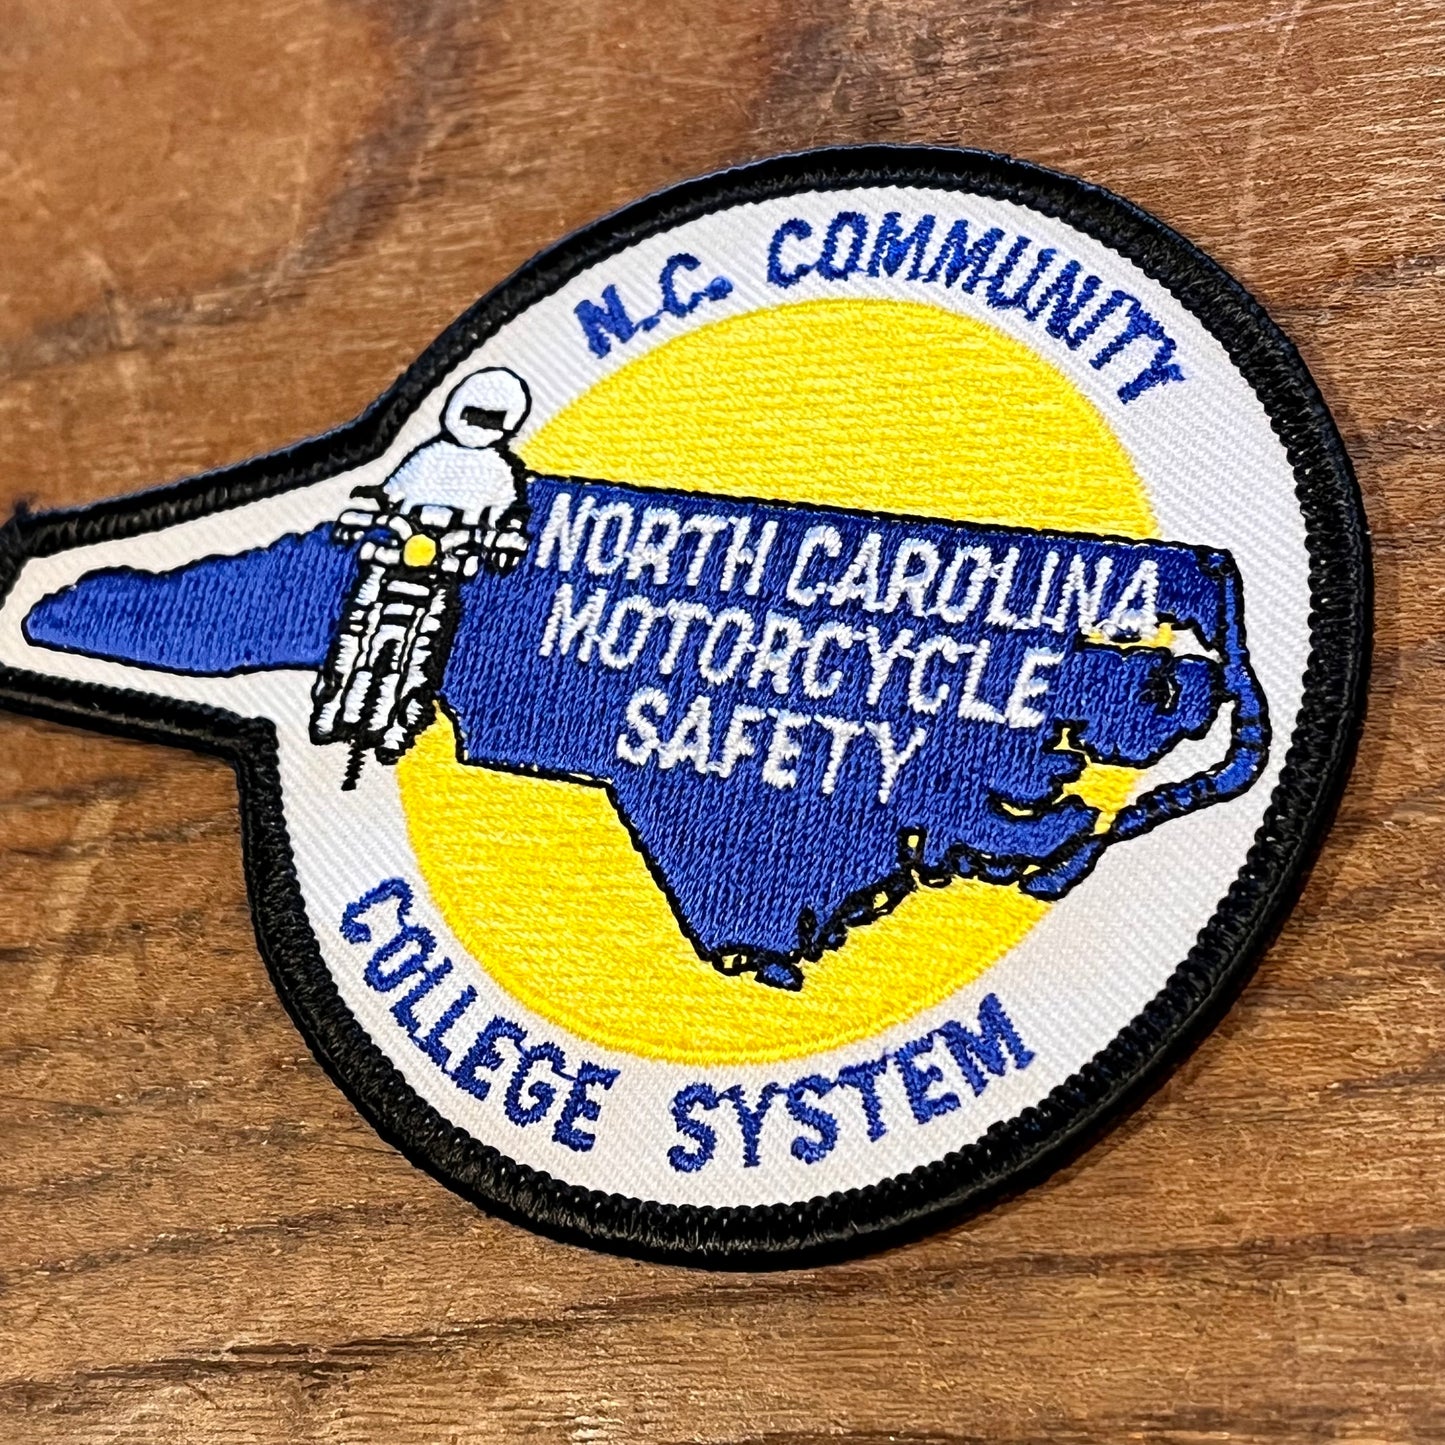 N.C. COMMUNITY
NORTH CAROLINA
MOTORCYCLE
SAFETY
COLLEGE SYSTEM